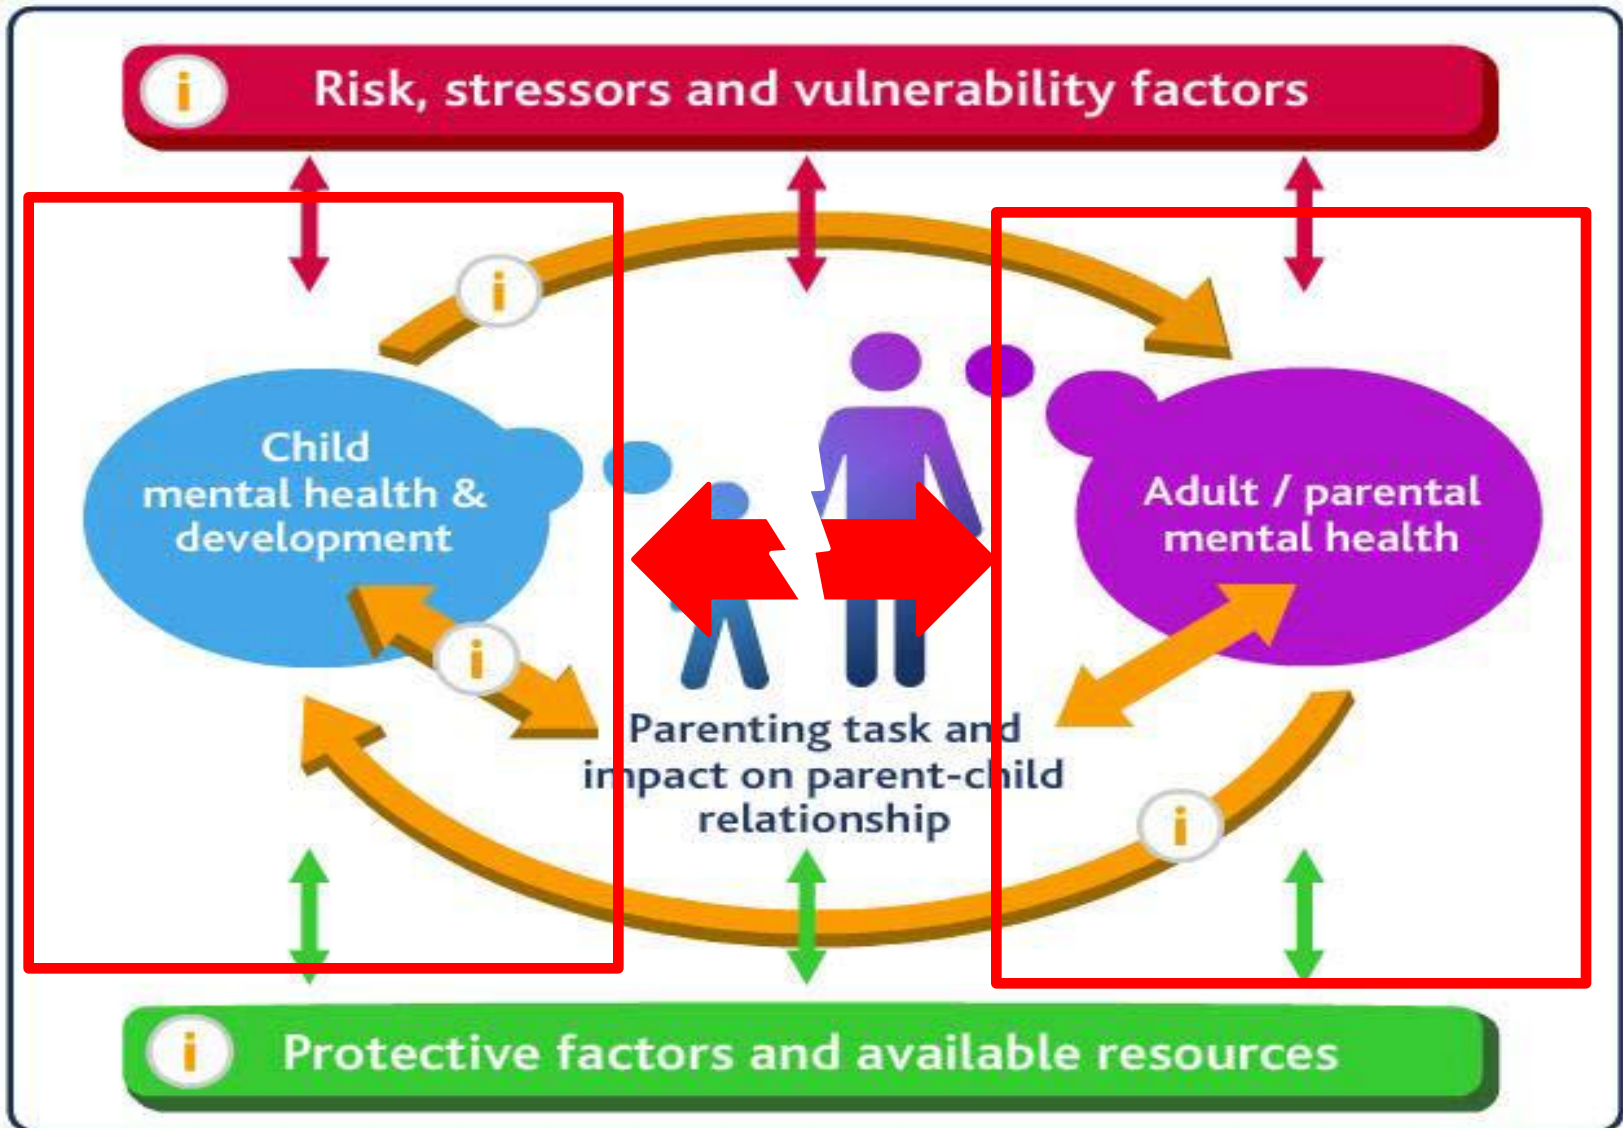 i Risk, stressors and vulnerability factors
i
Child
mental health &
development
Adult / parental
mental health
i
Parenting task and
impact on parent-child
relationship
i
i Protective factors and available resources